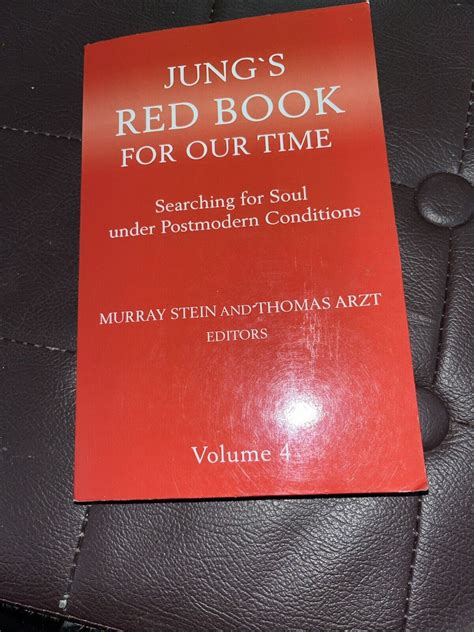 JUNG`S
RED BOOK
FOR OUR TIME
Searching for Soul
under Postmodern Conditions
MURRAY STEIN AND THOMAS ARZT
EDITORS
Volume 4